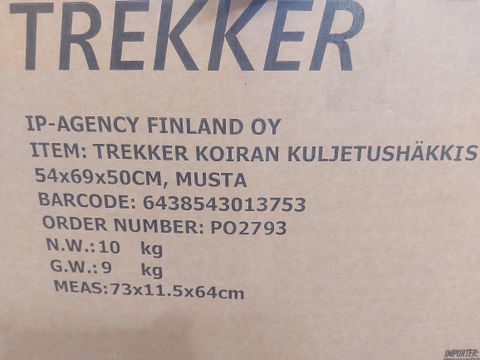 TREKKER
IP-AGENCY FINLAND OY
ITEM: TREKKER KOIRAN KULJETUSHÄKKIS
54x69x50CM, MUSTA
BARCODE: 6438543013753
ORDER NUMBER: PO2793
N.W.:10 kg
G.W.:9 kg
MEAS:73x11.5x64cm
IMPORTER: